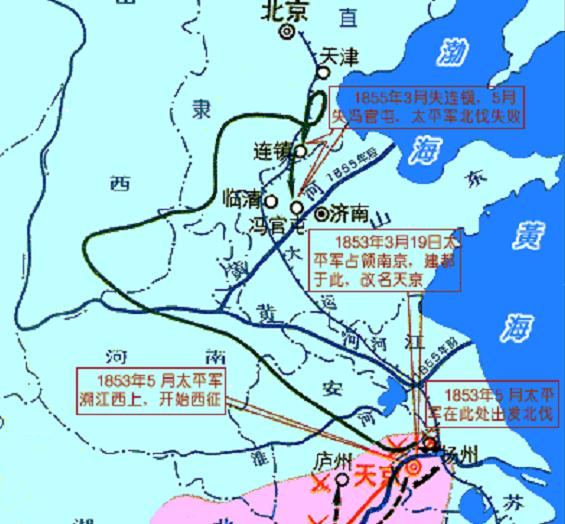 北京
直
天津
渤
1855年3月失连镇，5月
失冯官屯，太平军北伐失败
隶
连镇
海
河
1855年后
西
临清
东
冯官屯
济南
山
1853年3月19日太
平军占领南京，建都
于此，改名天京
黄
大
运
黄
河
河
江
海
1855年前
河
南
1853年5月太平军
溯江西上，开始西征
安
1853年5月太平
军在此处出发北伐
河
淮
扬州
庐州
天京
苏
湖
北